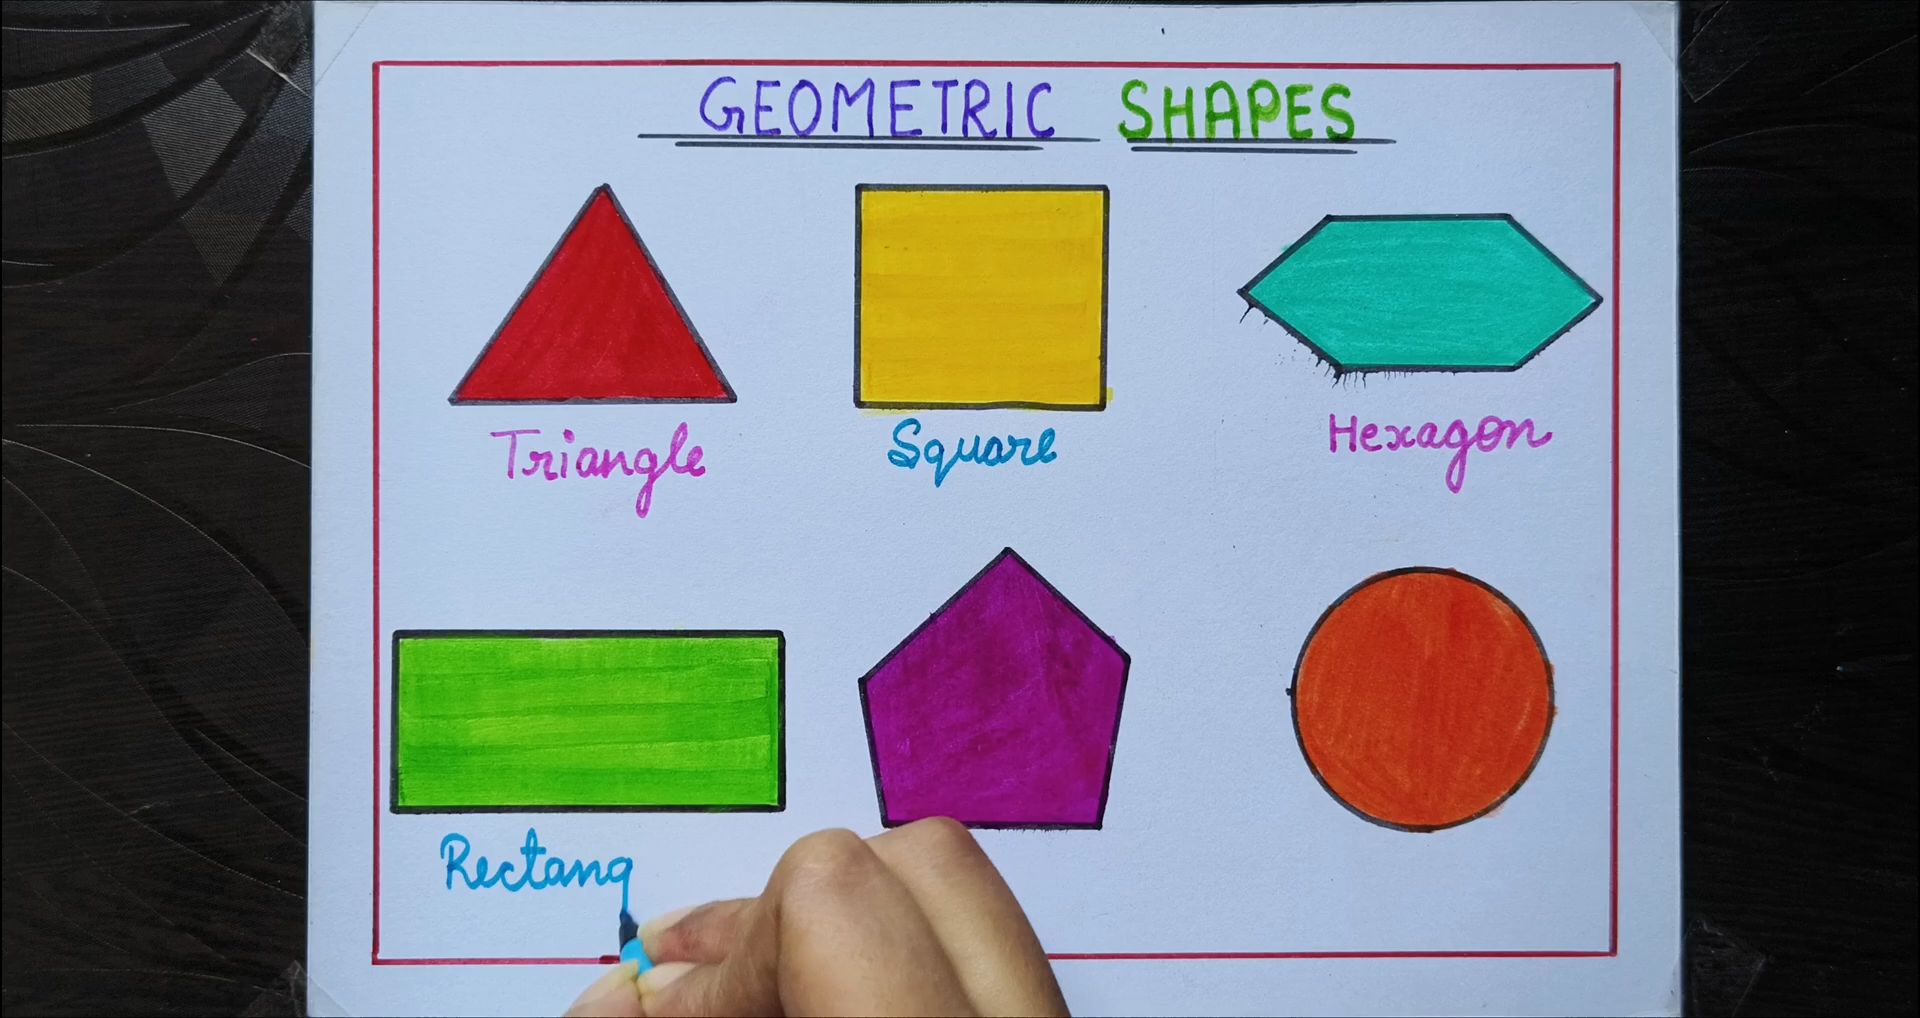 GEOMETRIC SHAPES
Triangle
Square
Hexagon
Rectang